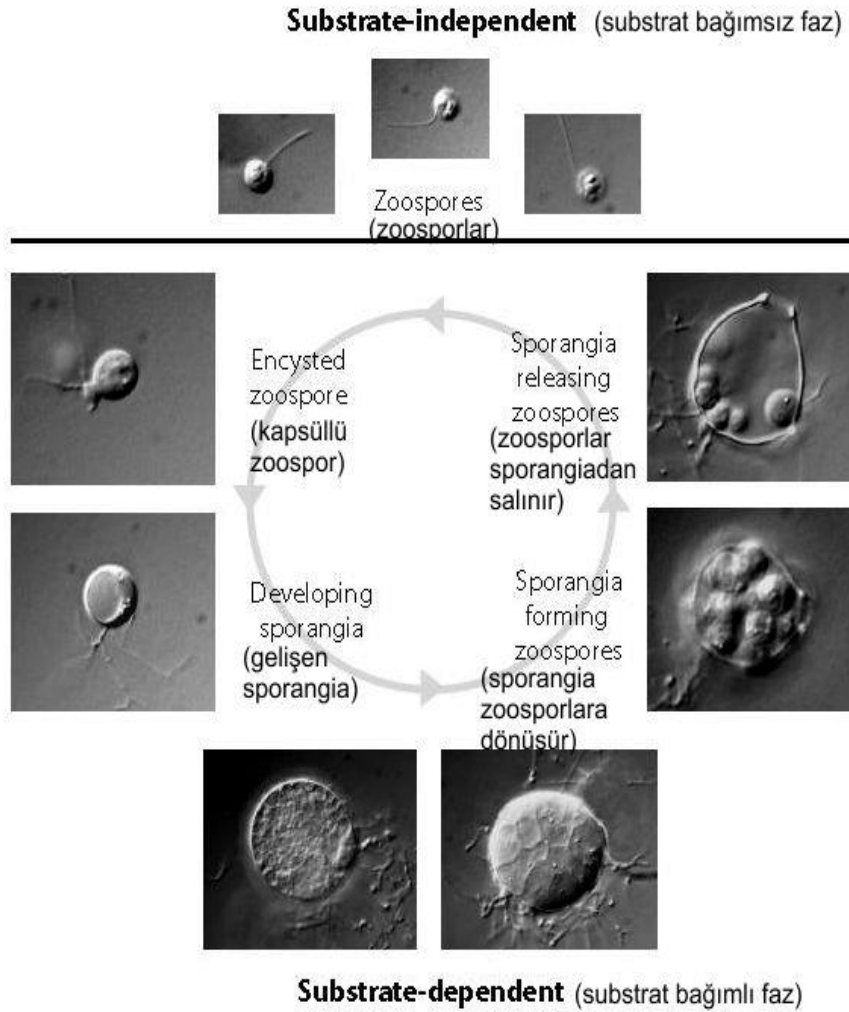 Substrate-independent (substrat bağımsız faz)
Zoospores
(zoosporlar)
Encysted
zoospore
(kapsüllü
zoospor)
Sporangia
releasing
zoospores
(zoosporlar
sporangiadan
salınır)
Developing
sporangia
(gelişen
sporangia)
Sporangia
forming
zoospores
(sporangia
zoosporlara
dönüsür)
Substrate-dependent (substrat bağımlı faz)